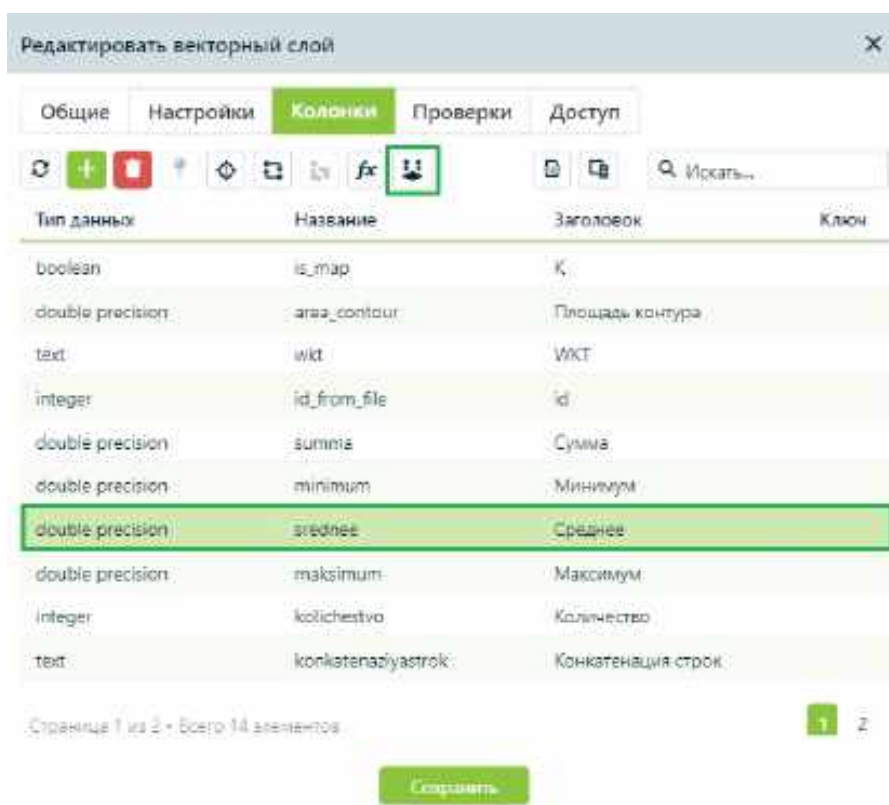 Редактировать векторный слой
Общие Настройки Колонки Проверки Доступ
fx Искать...
Тип данных Название Заголовок Ключ
boolean is_map K
double precision area_contour Площадь контура
text wkt WKT
integer id_from_file id
double precision summa Сумма
double precision minimum Минимум
double precision srednee Среднее
double precision maksimum Максимум
integer kolichestvo Количество
text konkatenaziyastrok Конкатенация строк
Страница 1 из 2 • Всего 14 элементов 1 2
Сохранить